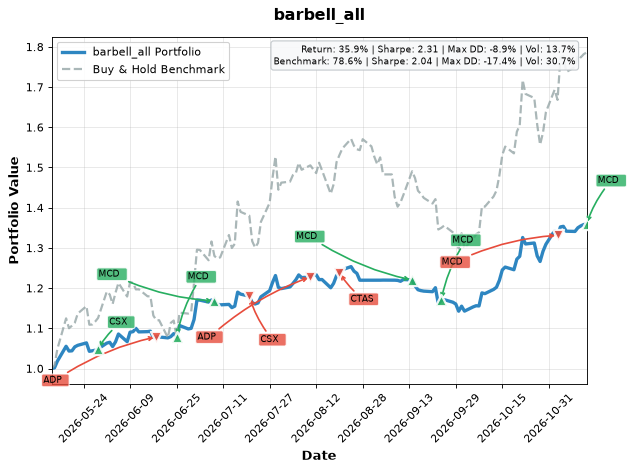 barbell_all
barbell_all Portfolio
Buy & Hold Benchmark
Return: 35.9% | Sharpe: 2.31 | Max DD: -8.9% | Vol: 13.7%
Benchmark: 78.6% | Sharpe: 2.04 | Max DD: -17.4% | Vol: 30.7%
Portfolio Value
1.8
1.7
1.6
1.5
1.4
1.3
1.2
1.1
1.0
MCD
MCD
MCD
MCD
MCD
MCD
CSX
CTAS
ADP
CSX
ADP
2026-05-24
2026-06-09
2026-06-25
2026-07-11
2026-07-27
2026-08-12
2026-08-28
2026-09-13
2026-09-29
2026-10-15
2026-10-31
Date